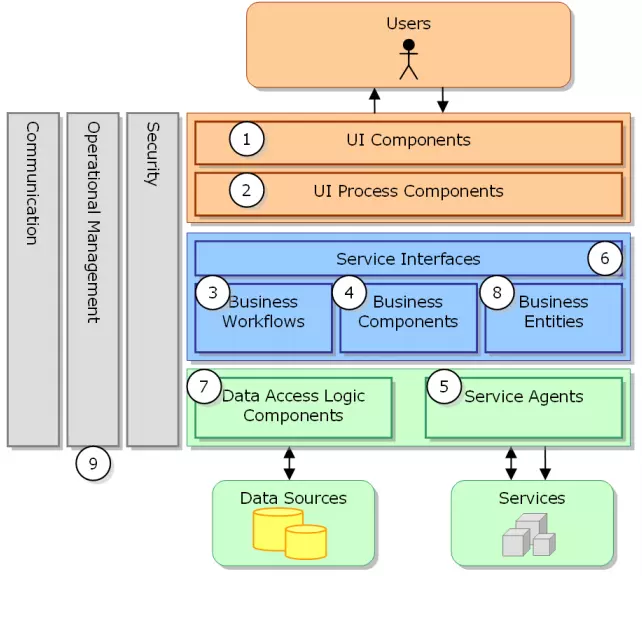 Users
Communication
Operational Management
Security
1
UI Components
2
UI Process Components
Service Interfaces
6
3
Business
Workflows
4
Business
Components
8
Business
Entities
7
Data Access Logic
Components
5
Service Agents
9
Data Sources
Services